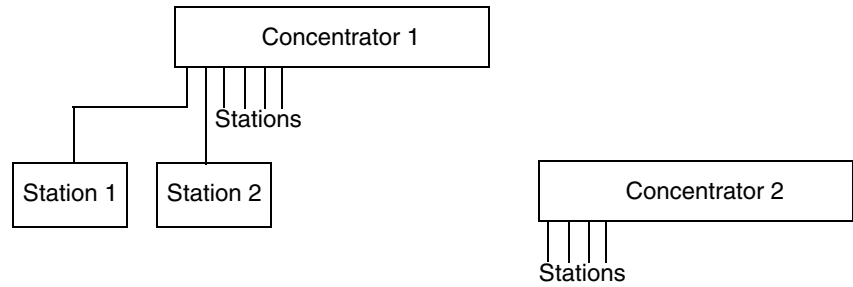 Concentrator 1
Stations
Station 1
Station 2
Concentrator 2
Stations